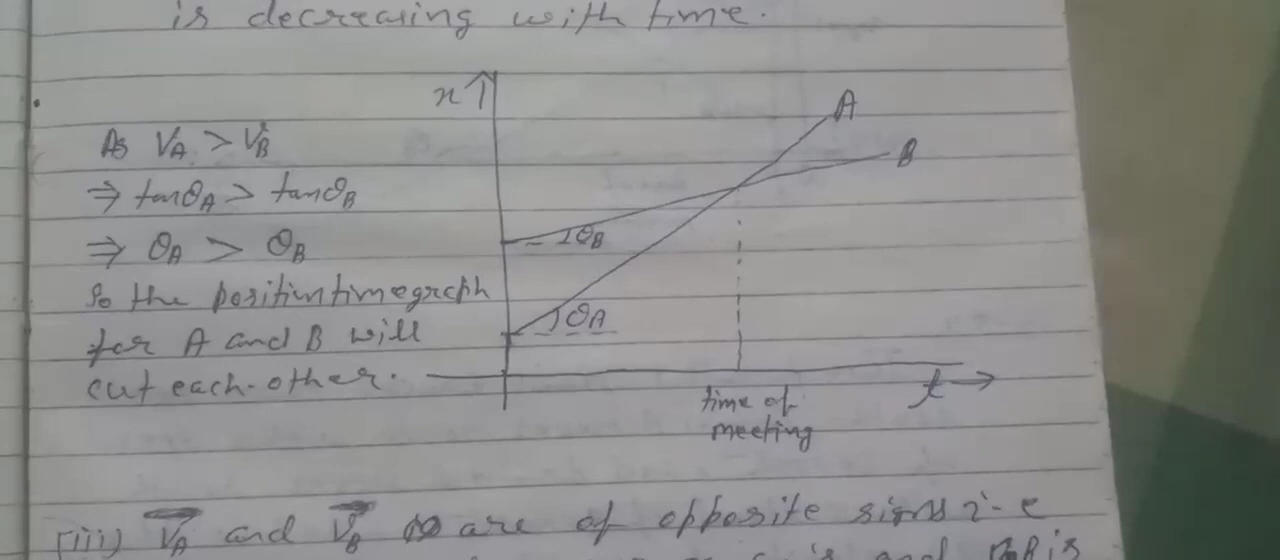 is decreasing with time.
x
A
As VA > VB
B
⇒ tanθA > tanθB
θB
⇒ θA > θB
So the position time graph
θA
for A and B will
cut each-other.
t
time of
meeting
(iii) VA and VB are of opposite signs i-e
and